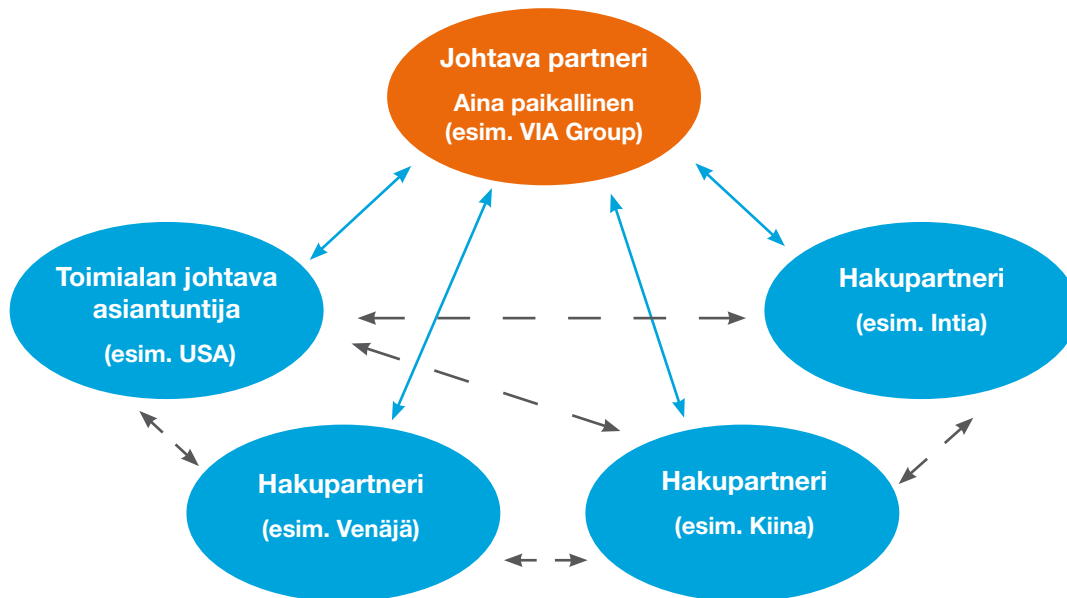 Johtava partneri
Aina paikallinen
(esim. VIA Group)
Toimialan johtava
asiantuntija
(esim. USA)
Hakupartneri
(esim. Intia)
Hakupartneri
(esim. Venäjä)
Hakupartneri
(esim. Kiina)